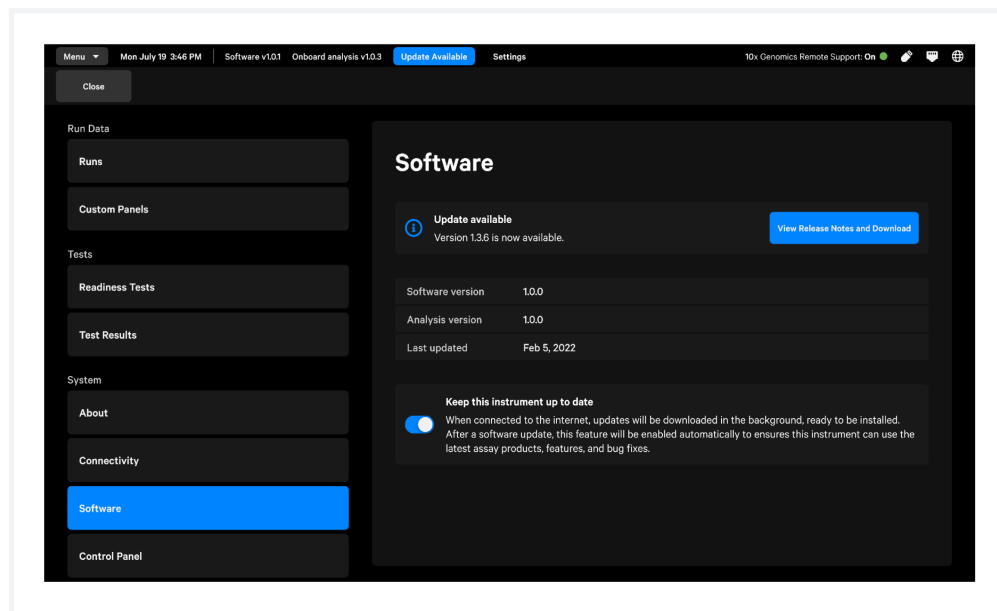 Menu Mon July 19 3:46 PM Software v1.0.1 Onboard analysis v1.0.3 Update Available Settings 10x Genomics Remote Support: On
Close
Run Data
Runs
Custom Panels
Tests
Readiness Tests
Test Results
System
About
Connectivity
Software
Control Panel
Software
Update available
Version 1.3.6 is now available.
View Release Notes and Download
Software version 1.0.0
Analysis version 1.0.0
Last updated Feb 5, 2022
Keep this instrument up to date
When connected to the internet, updates will be downloaded in the background, ready to be installed.
After a software update, this feature will be enabled automatically to ensures this instrument can use the
latest assay products, features, and bug fixes.